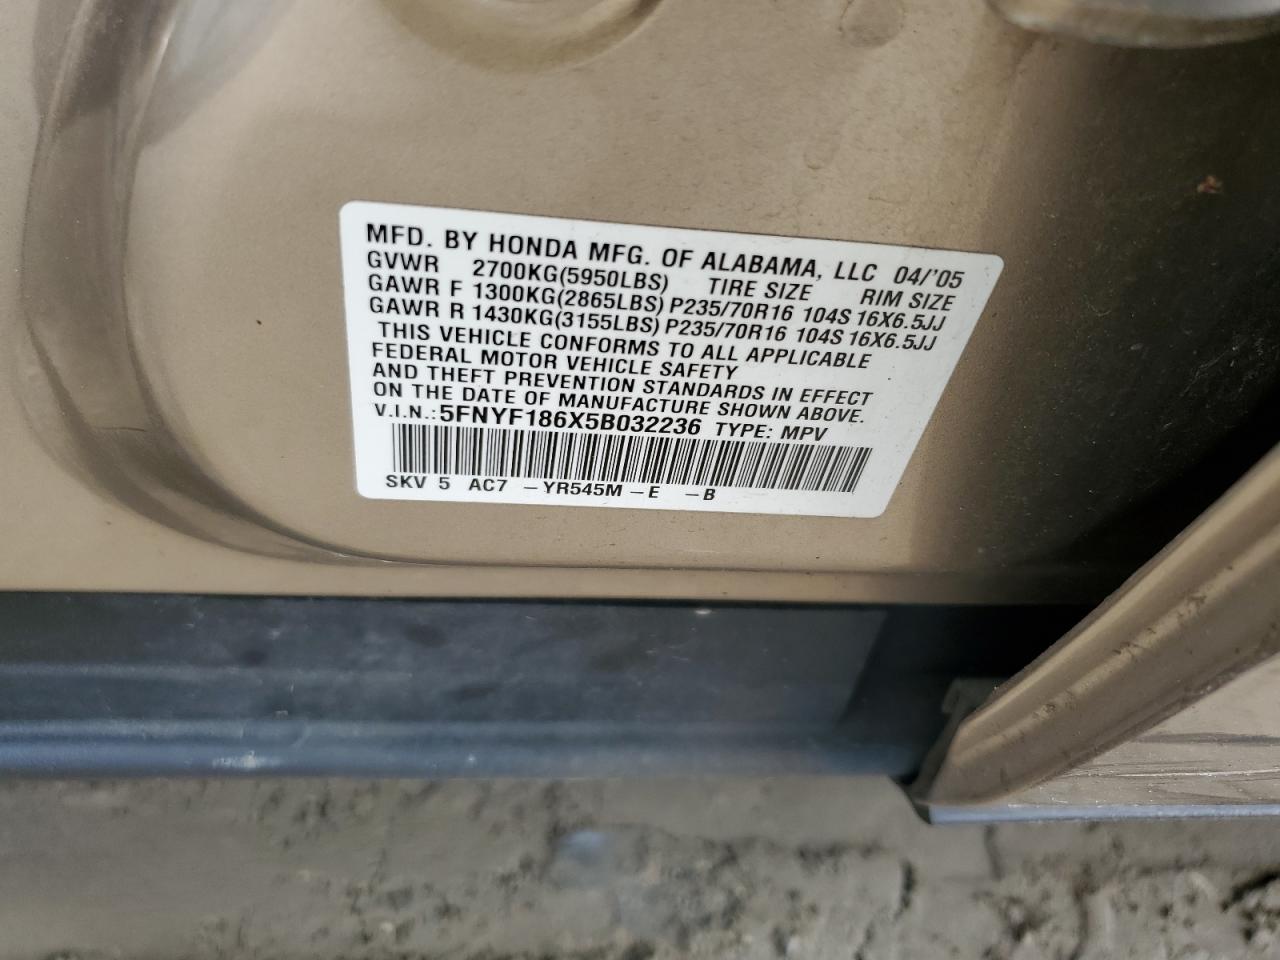 MFD. BY HONDA MFG. OF ALABAMA, LLC 04/'05
GVWR 2700KG(5950LBS) TIRE SIZE RIM SIZE
GAWR F 1300KG(2865LBS) P235/70R16 104S 16X6.5JJ
GAWR R 1430KG(3155LBS) P235/70R16 104S 16X6.5JJ
THIS VEHICLE CONFORMS TO ALL APPLICABLE
FEDERAL MOTOR VEHICLE SAFETY
AND THEFT PREVENTION STANDARDS IN EFFECT
ON THE DATE OF MANUFACTURE SHOWN ABOVE.
V.I.N.: 5FNYF186X5B032236 TYPE: MPV
SKV 5 AC7 -YR545M -E -B